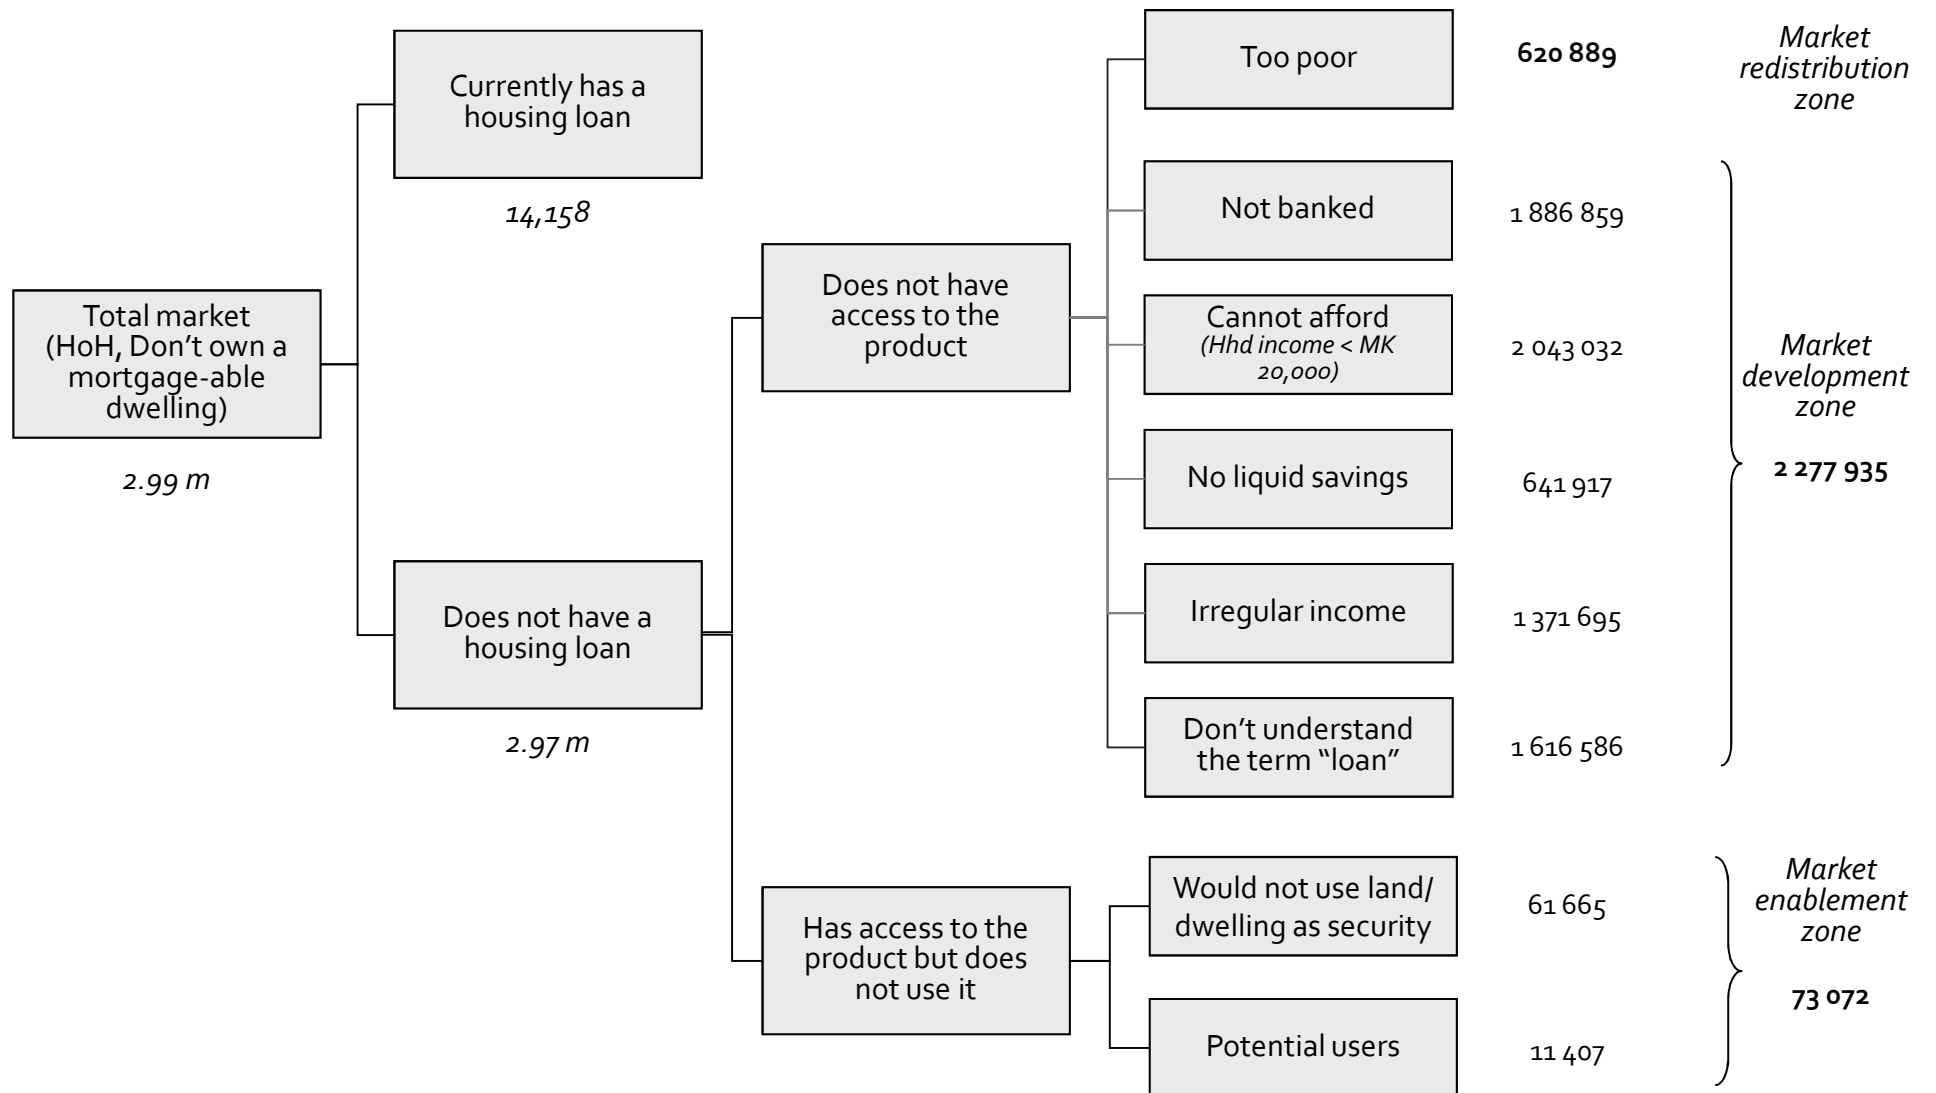 Total market
(HoH, Don’t own a
mortgage-able
dwelling)
2.99 m
Currently has a
housing loan
14,158
Does not have a
housing loan
2.97 m
Does not have
access to the
product
Has access to the
product but does
not use it
Too poor
620 889
Market
redistribution
zone
Not banked
1 886 859
Cannot afford
(Hhd income < MK
20,000)
2 043 032
No liquid savings
641 917
Irregular income
1 371 695
Don’t understand
the term “loan”
1 616 586
Market
development
zone
2 277 935
Would not use land/
dwelling as security
61 665
Potential users
11 407
Market
enablement
zone
73 072